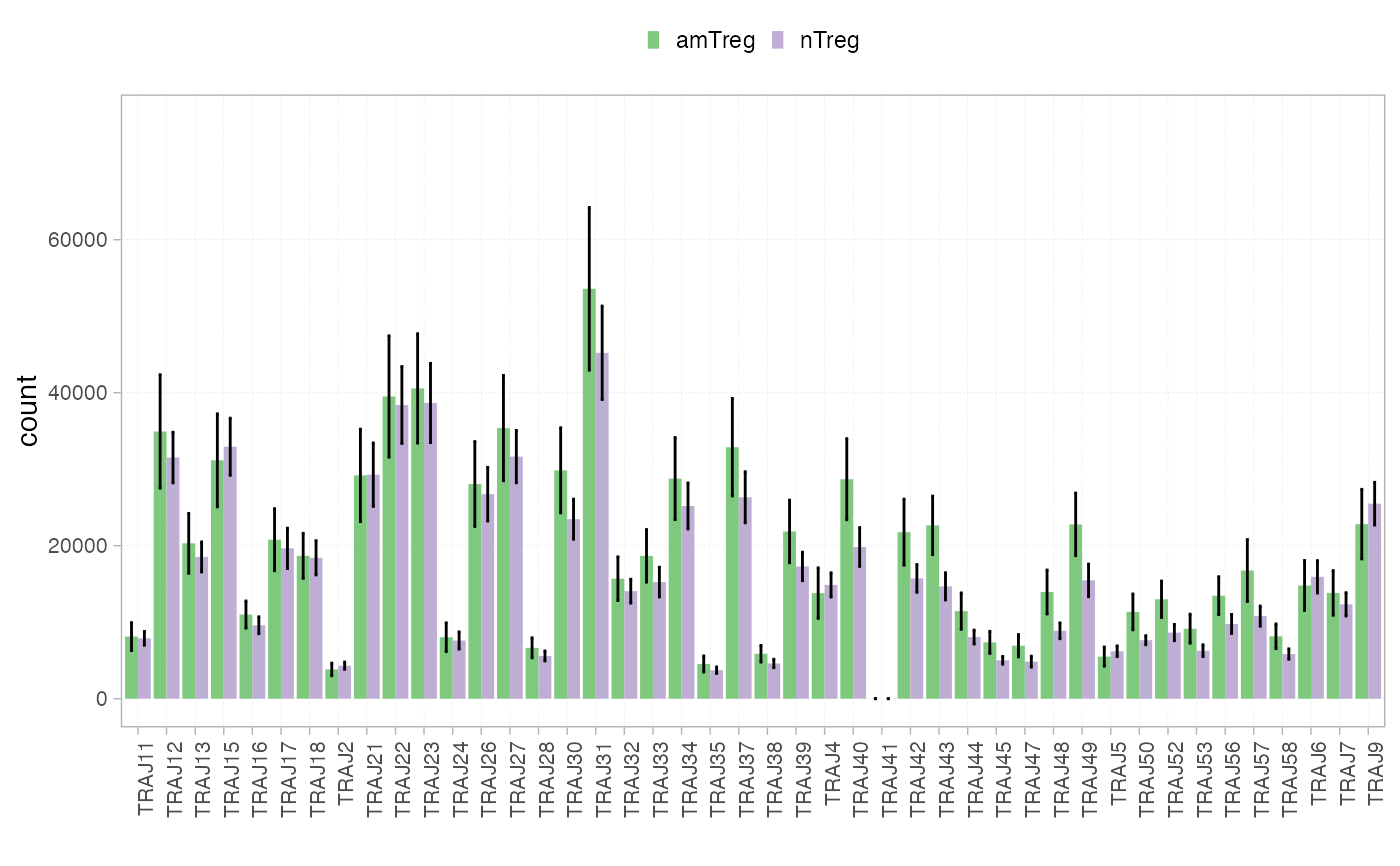 amTreg nTreg
count
60000
40000
20000
0
TRAJ11
TRAJ12
TRAJ13
TRAJ15
TRAJ16
TRAJ17
TRAJ18
TRAJ2
TRAJ21
TRAJ22
TRAJ23
TRAJ24
TRAJ26
TRAJ27
TRAJ28
TRAJ30
TRAJ31
TRAJ32
TRAJ33
TRAJ34
TRAJ35
TRAJ37
TRAJ38
TRAJ39
TRAJ4
TRAJ40
TRAJ41
TRAJ42
TRAJ43
TRAJ44
TRAJ45
TRAJ47
TRAJ48
TRAJ49
TRAJ5
TRAJ50
TRAJ52
TRAJ53
TRAJ56
TRAJ57
TRAJ58
TRAJ6
TRAJ7
TRAJ9